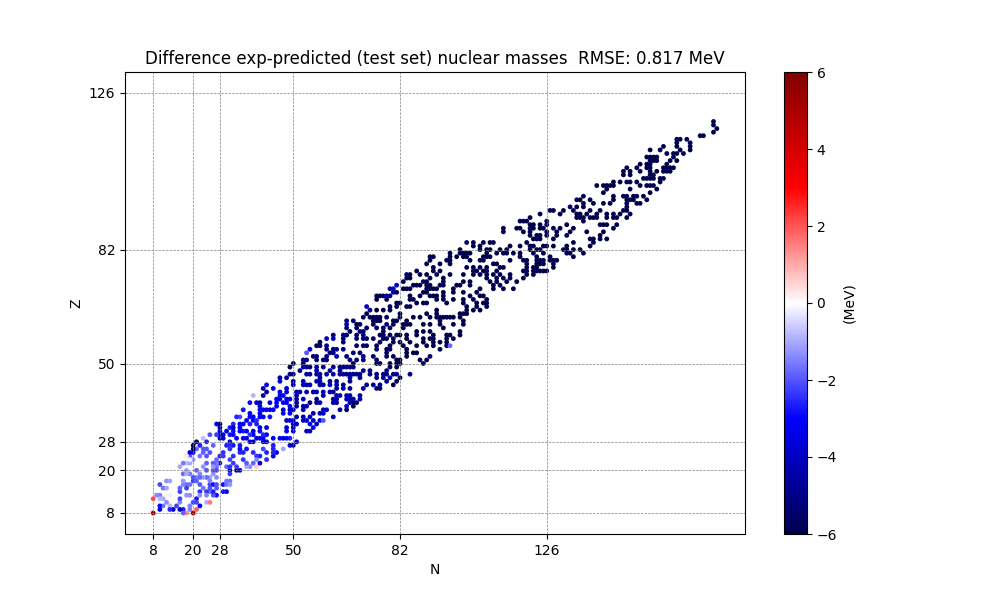 Difference exp-predicted (test set) nuclear masses  RMSE: 0.817 MeV
126
82
50
28
20
8
Z
8 20 28 50 82 126
N
6
4
2
0
−2
−4
−6
(MeV)